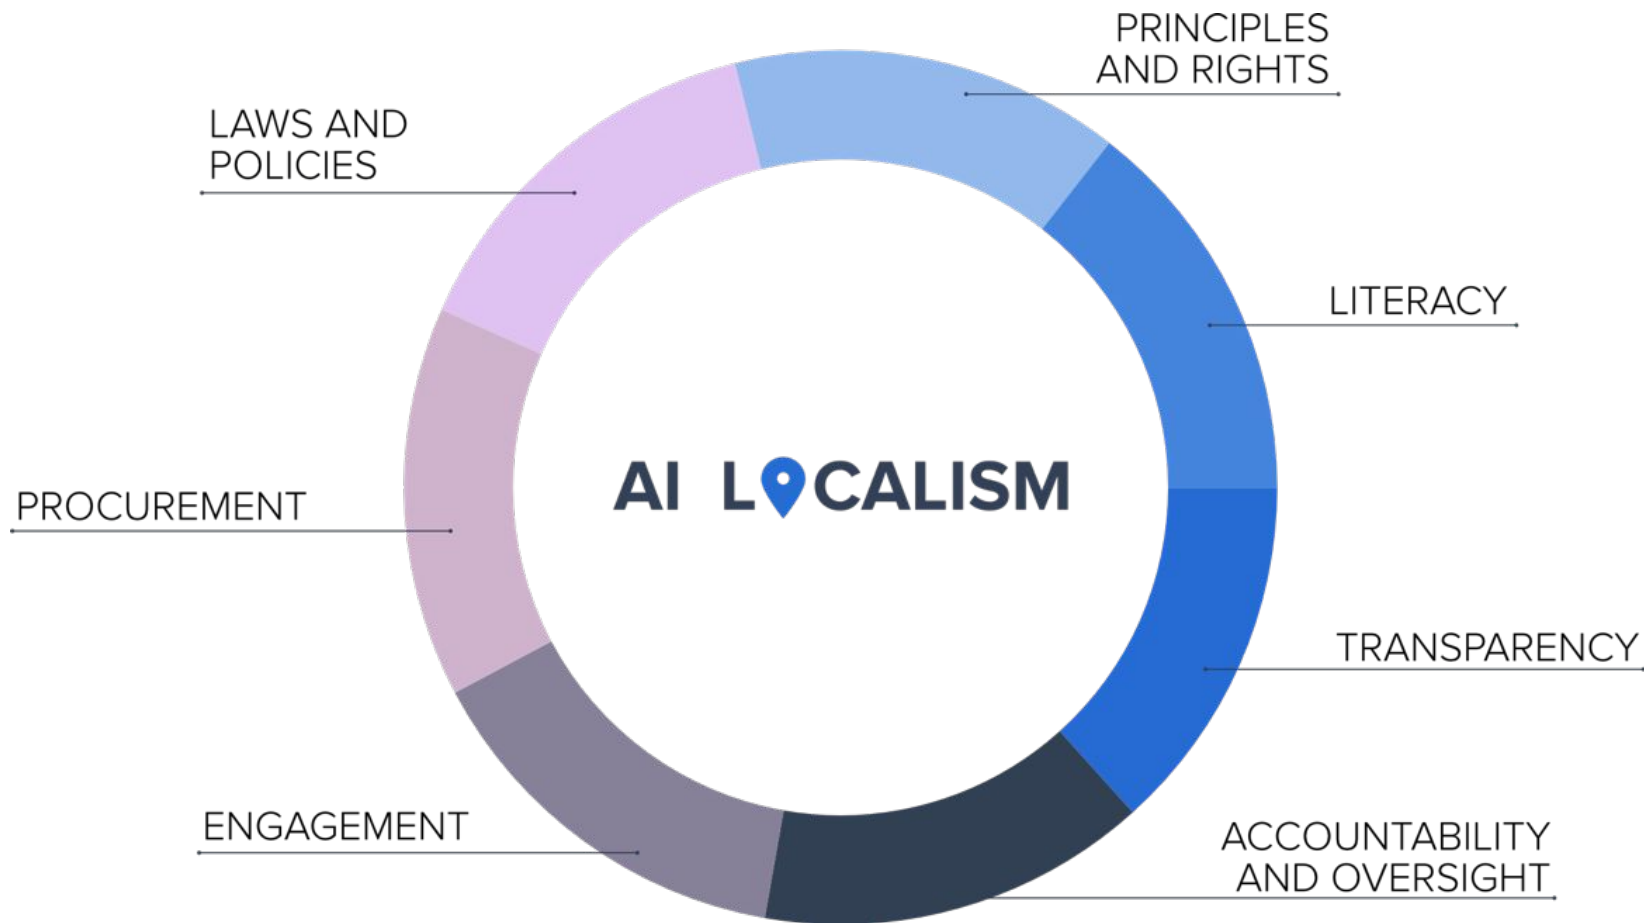 PRINCIPLES
AND RIGHTS
LAWS AND
POLICIES
LITERACY
AI LOCALISM
PROCUREMENT
TRANSPARENCY
ENGAGEMENT
ACCOUNTABILITY
AND OVERSIGHT